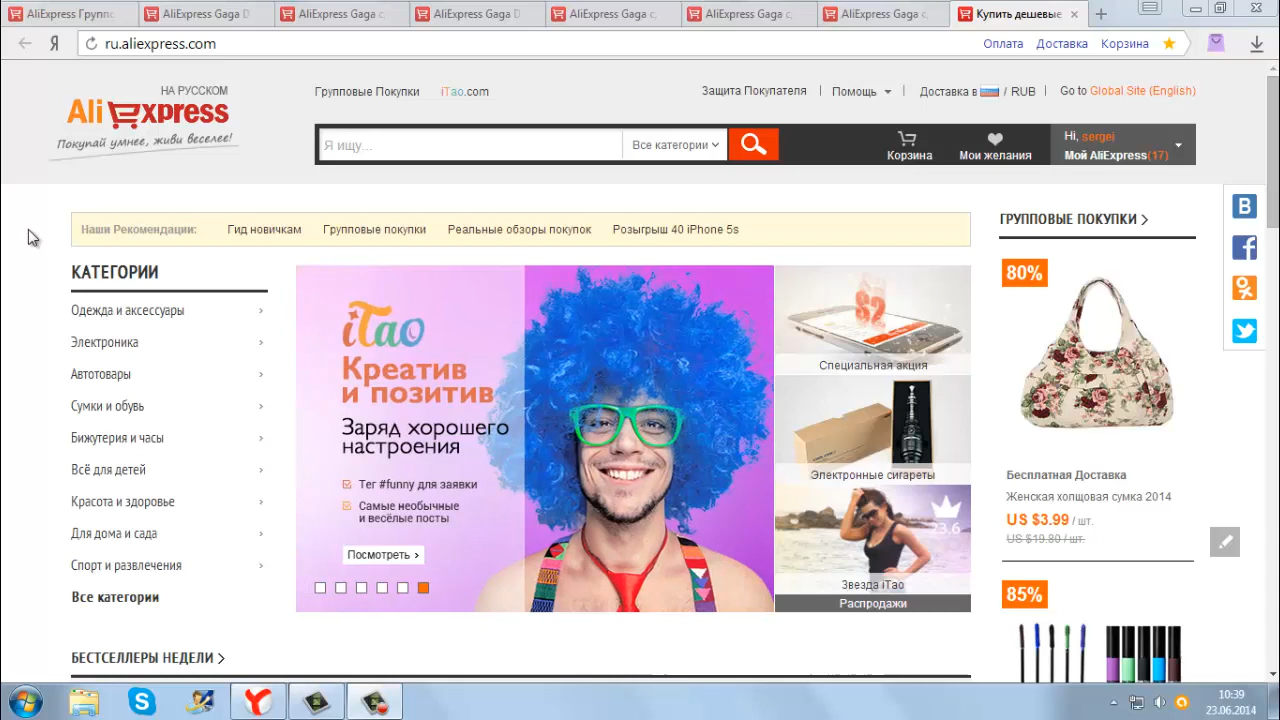 AliExpress Групп
AliExpress Gaga D
AliExpress Gaga c
AliExpress Gaga D
AliExpress Gaga c
AliExpress Gaga c
AliExpress Gaga c
Купить дешевые
Я
ru.aliexpress.com
Оплата
Доставка
Корзина
НА РУССКОМ
AliExpress
Покупай умнее, живи веселее!
Групповые Покупки
iTao.com
Защита Покупателя
Помощь
Доставка в / RUB
Go to Global Site (English)
Я ищу...
Все категории
Корзина
Мои желания
Hi, sergej
Мой AliExpress(17)
Наши Рекомендации:
Гид новичкам
Групповые покупки
Реальные обзоры покупок
Розыгрыш 40 iPhone 5s
КАТЕГОРИИ
Одежда и аксессуары
Электроника
Автотовары
Сумки и обувь
Бижутерия и часы
Всё для детей
Красота и здоровье
Для дома и сада
Спорт и развлечения
Все категории
iTao
Креатив
и позитив
Заряд хорошего
настроения
Тег #funny для заявки
Самые необычные
и весёлые посты
Посмотреть
Специальная акция
Электронные сигареты
23.6
Звезда iTao
Распродажи
ГРУППОВЫЕ ПОКУПКИ
80%
Бесплатная Доставка
Женская холщовая сумка 2014
US $3.99 / шт.
US $19.80 / шт.
85%
БЕСТСЕЛЛЕРЫ НЕДЕЛИ
10:39
23.06.2014